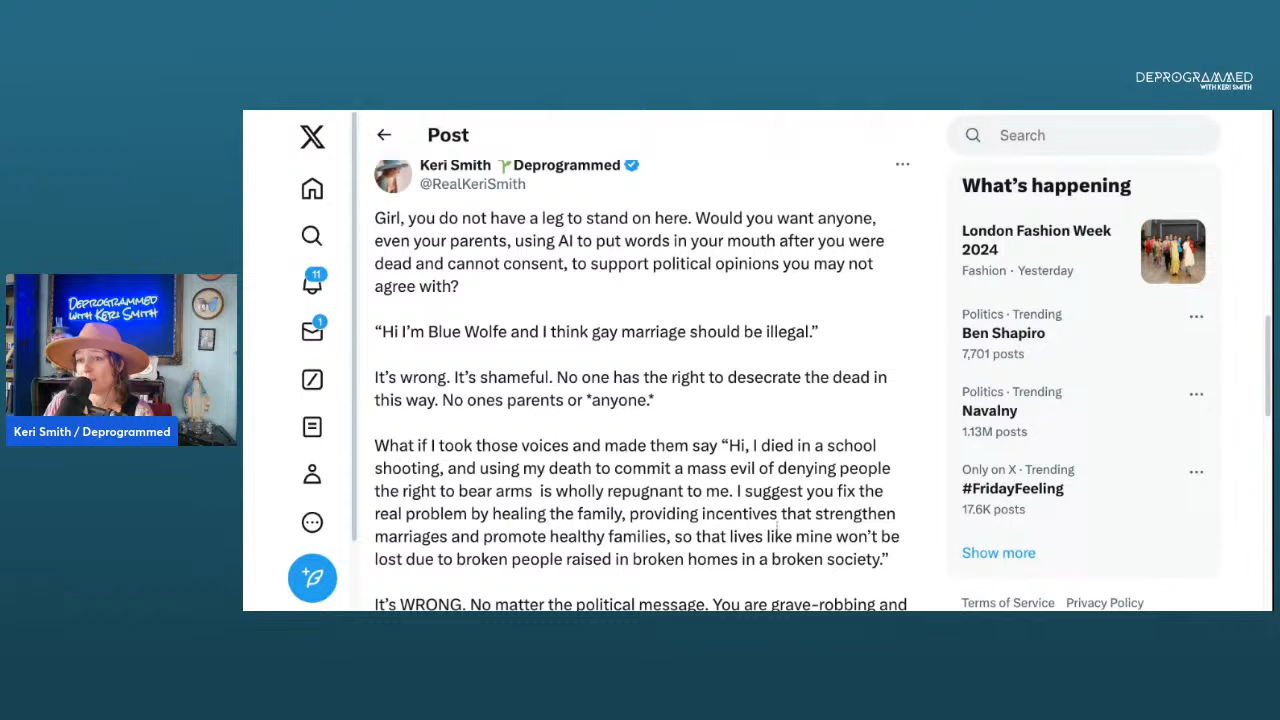 DEPROGRAMMED
WITH KERI SMITH
Post
Keri Smith Deprogrammed
@RealKeriSmith
Girl, you do not have a leg to stand on here. Would you want anyone,
even your parents, using AI to put words in your mouth after you were
dead and cannot consent, to support political opinions you may not
agree with?
“Hi I’m Blue Wolfe and I think gay marriage should be illegal.”
It’s wrong. It’s shameful. No one has the right to desecrate the dead in
this way. No ones parents or *anyone.*
What if I took those voices and made them say “Hi, I died in a school
shooting, and using my death to commit a mass evil of denying people
the right to bear arms is wholly repugnant to me. I suggest you fix the
real problem by healing the family, providing incentives that strengthen
marriages and promote healthy families, so that lives like mine won’t be
lost due to broken people raised in broken homes in a broken society.”
It’s WRONG. No matter the political message. You are grave-robbing and
11
1
Search
What’s happening
London Fashion Week
2024
Fashion · Yesterday
Politics · Trending
Ben Shapiro
7,701 posts
Politics · Trending
Navalny
1.13M posts
Only on X · Trending
#FridayFeeling
17.6K posts
Show more
Terms of Service Privacy Policy
DEPROGRAMMED
WITH KERI SMITH
Keri Smith / Deprogrammed